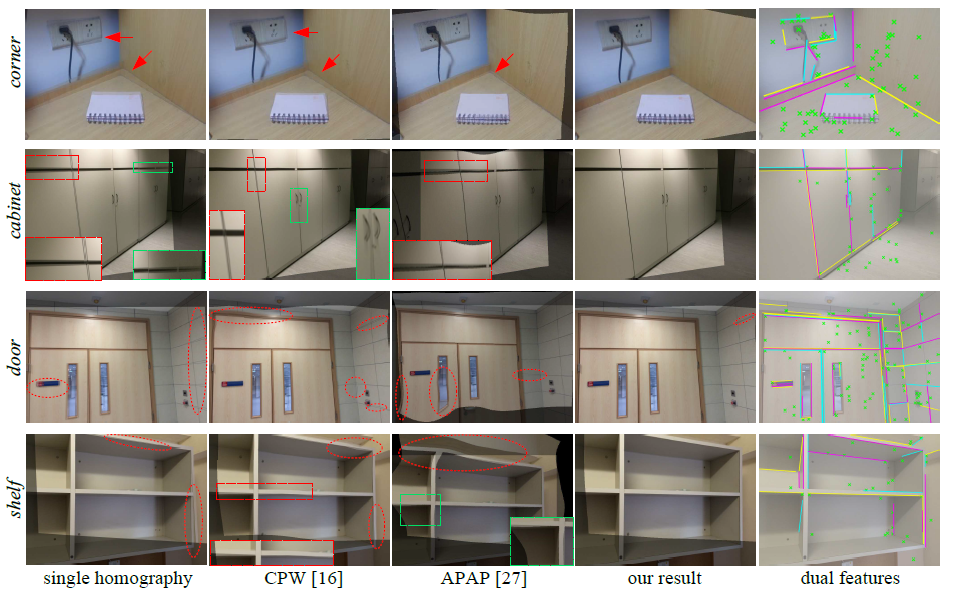 corner
cabinet
door
shelf
single homography CPW [16] APAP [27] our result dual features